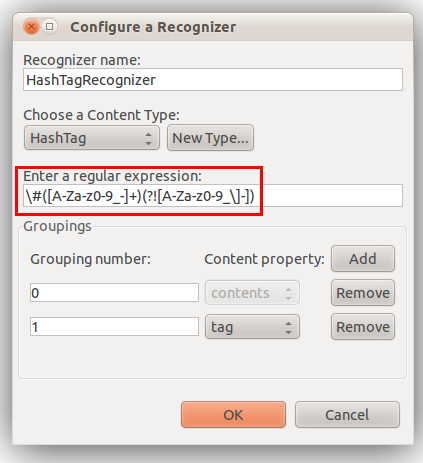 Configure a Recognizer
Recognizer name:
HashTagRecognizer
Choose a Content Type:
HashTag New Type...
Enter a regular expression:
\#([A-Za-z0-9_-]+)(?![A-Za-z0-9_\]-])
Groupings
Grouping number: Content property: Add
0 contents Remove
1 tag Remove
OK Cancel